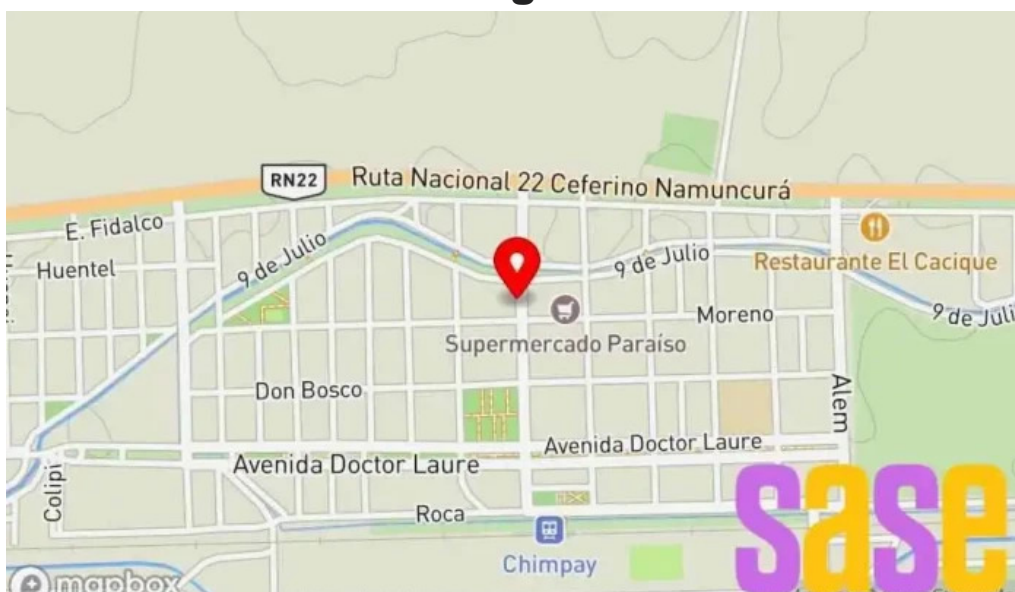 RN22
Ruta Nacional 22 Ceferino Namuncurá
E. Fidalco
9 de Julio
Huentel
9 de Julio
Restaurante El Cacique
Moreno
9 de Juli
Supermercado Paraíso
Don Bosco
Alem
Avenida Doctor Laure
Avenida Doctor Laure
Colipi
Roca
Chimpay
sase
mapbox